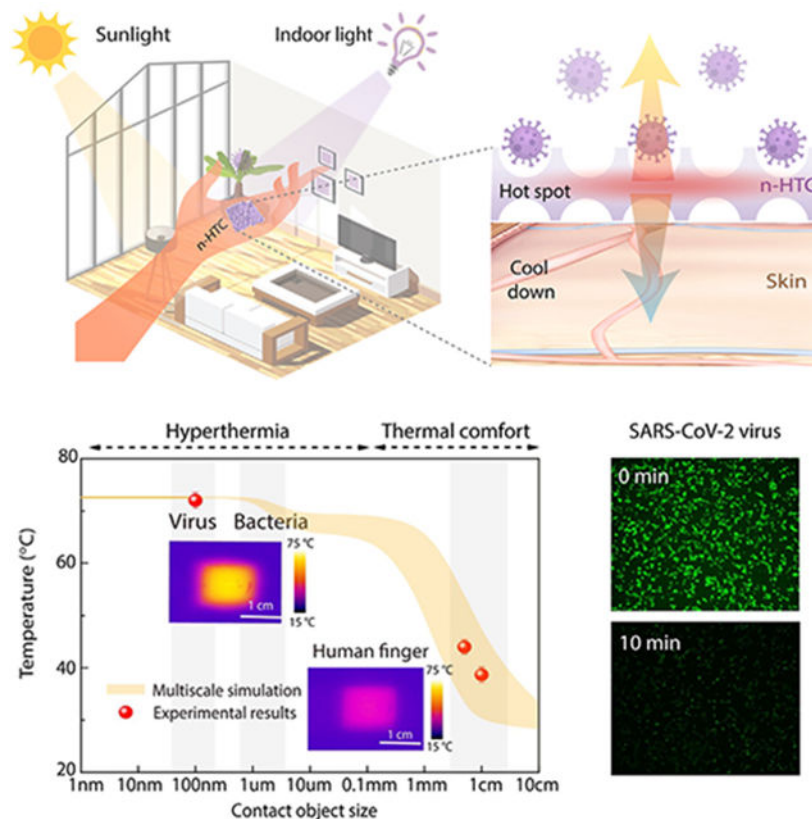 Sunlight
Indoor light
n-HTC
Hot spot
n-HTC
Cool
down
Skin
Hyperthermia
Thermal comfort
SARS-CoV-2 virus
80
60
40
20
Temperature (°C)
Virus
Bacteria
75 °C
15 °C
1 cm
Human finger
75 °C
15 °C
1 cm
Multiscale simulation
Experimental results
1nm
10nm
100nm
1um
10um
0.1mm
1mm
1cm
10cm
Contact object size
0 min
10 min